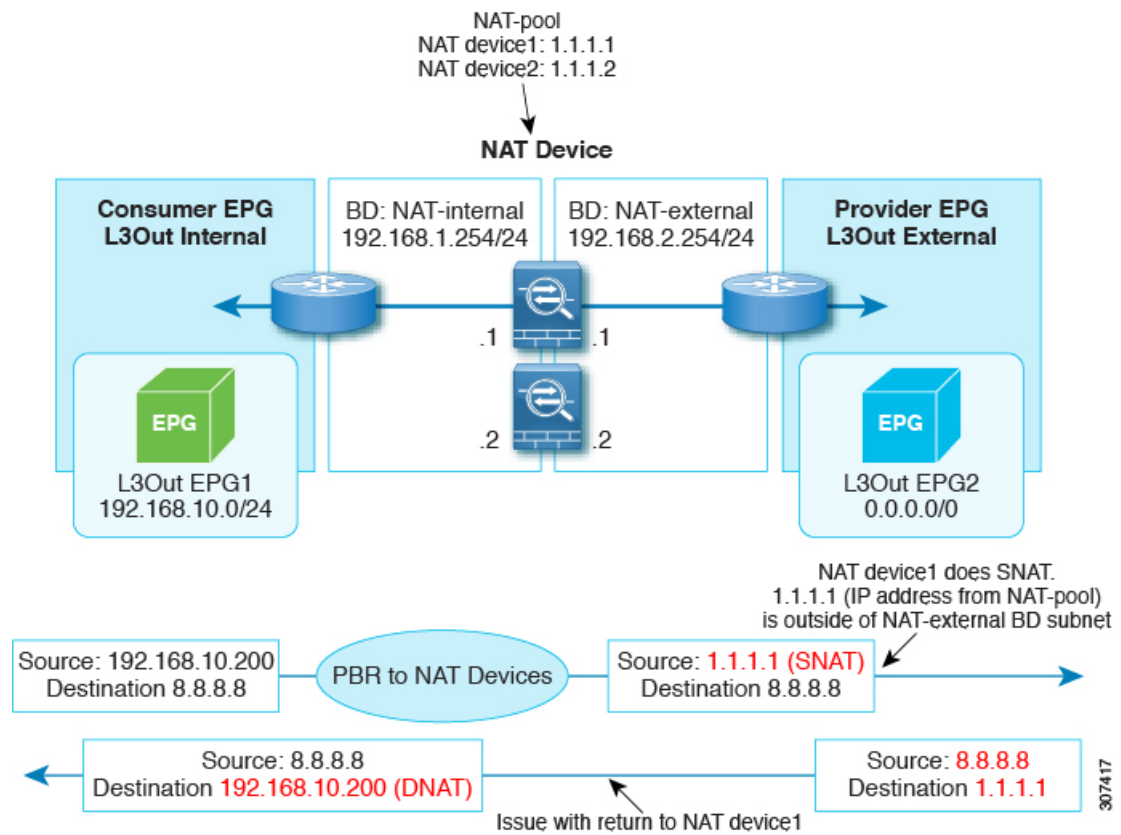 NAT-pool
NAT device1: 1.1.1.1
NAT device2: 1.1.1.2
NAT Device
Consumer EPG
L3Out Internal
BD: NAT-internal
192.168.1.254/24
BD: NAT-external
192.168.2.254/24
Provider EPG
L3Out External
.1
.1
.2
.2
EPG
L3Out EPG1
192.168.10.0/24
EPG
L3Out EPG2
0.0.0.0/0
NAT device1 does SNAT.
1.1.1.1 (IP address from NAT-pool)
is outside of NAT-external BD subnet
Source: 192.168.10.200
Destination 8.8.8.8
PBR to NAT Devices
Source: 1.1.1.1 (SNAT)
Destination 8.8.8.8
Source: 8.8.8.8
Destination 192.168.10.200 (DNAT)
Source: 8.8.8.8
Destination 1.1.1.1
Issue with return to NAT device1
307417